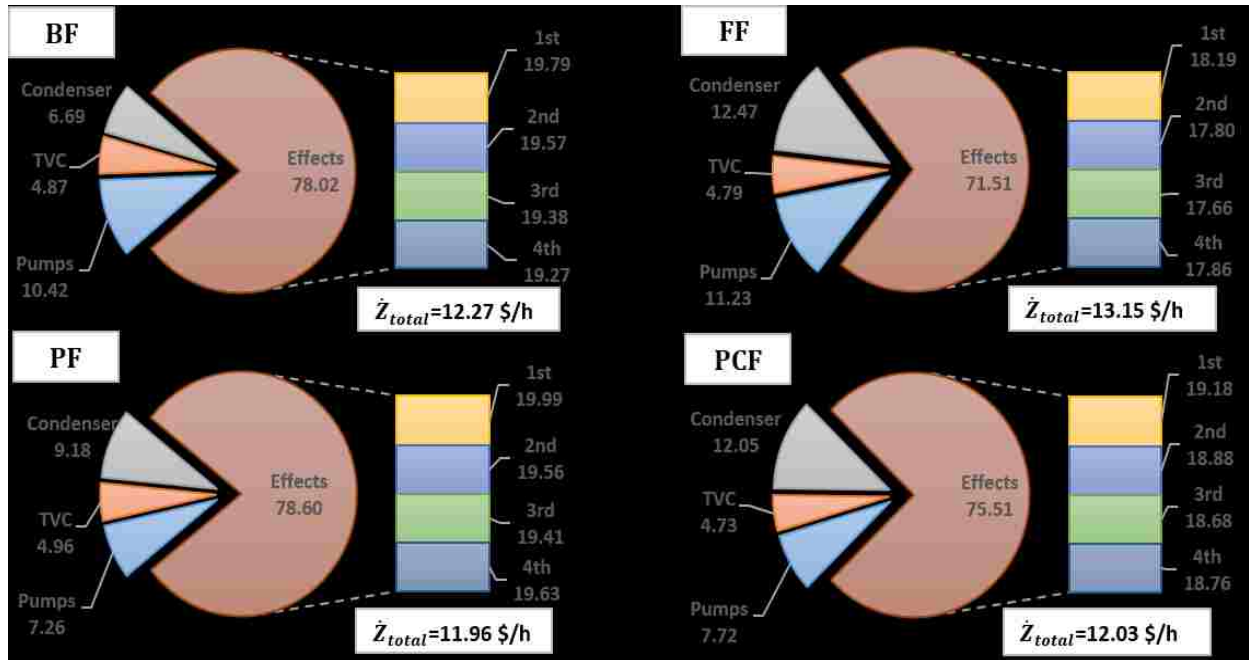 BF
Condenser
6.69
TVC
4.87
Pumps
10.42
Effects
78.02
1st
19.79
2nd
19.57
3rd
19.38
4th
19.27
Ż_total=12.27 $/h
FF
Condenser
12.47
TVC
4.79
Pumps
11.23
Effects
71.51
1st
18.19
2nd
17.80
3rd
17.66
4th
17.86
Ż_total=13.15 $/h
PF
Condenser
9.18
TVC
4.96
Pumps
7.26
Effects
78.60
1st
19.99
2nd
19.56
3rd
19.41
4th
19.63
Ż_total=11.96 $/h
PCF
Condenser
12.05
TVC
4.73
Pumps
7.72
Effects
75.51
1st
19.18
2nd
18.88
3rd
18.68
4th
18.76
Ż_total=12.03 $/h